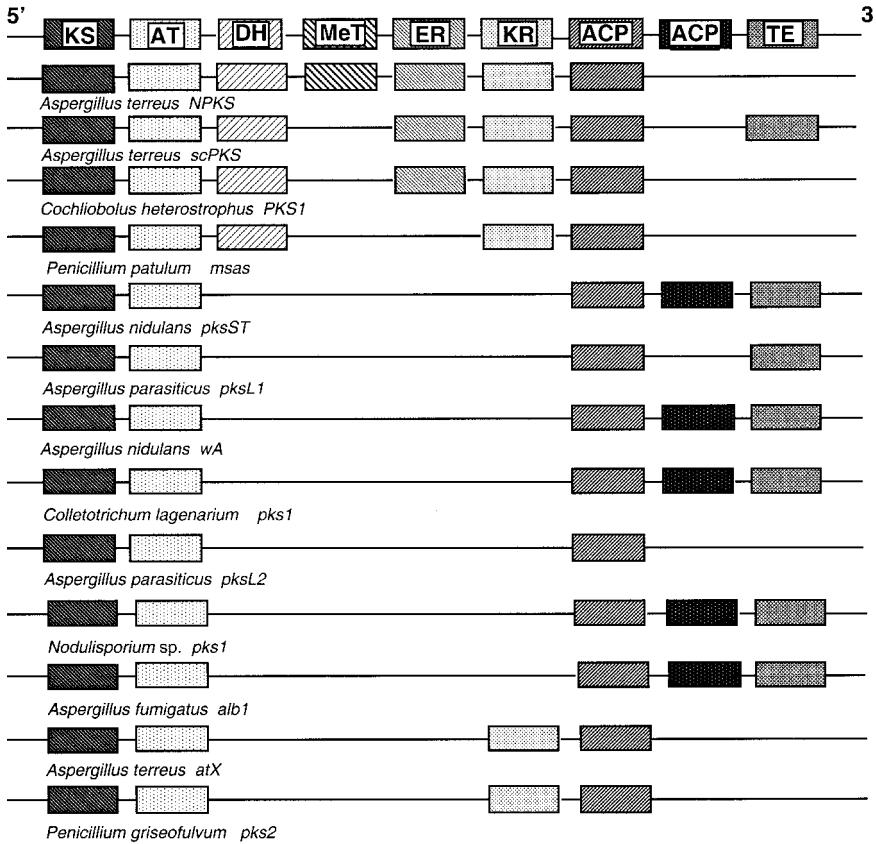 5’ 3
KS AT DH MeT ER KR ACP ACP TE
Aspergillus terreus NPKS
Aspergillus terreus scPKS
Cochliobolus heterostrophus PKS1
Penicillium patulum msas
Aspergillus nidulans pksST
Aspergillus parasiticus pksL1
Aspergillus nidulans wA
Colletotrichum lagenarium pks1
Aspergillus parasiticus pksL2
Nodulisporium sp. pks1
Aspergillus fumigatus alb1
Aspergillus terreus atX
Penicillium griseofulvum pks2